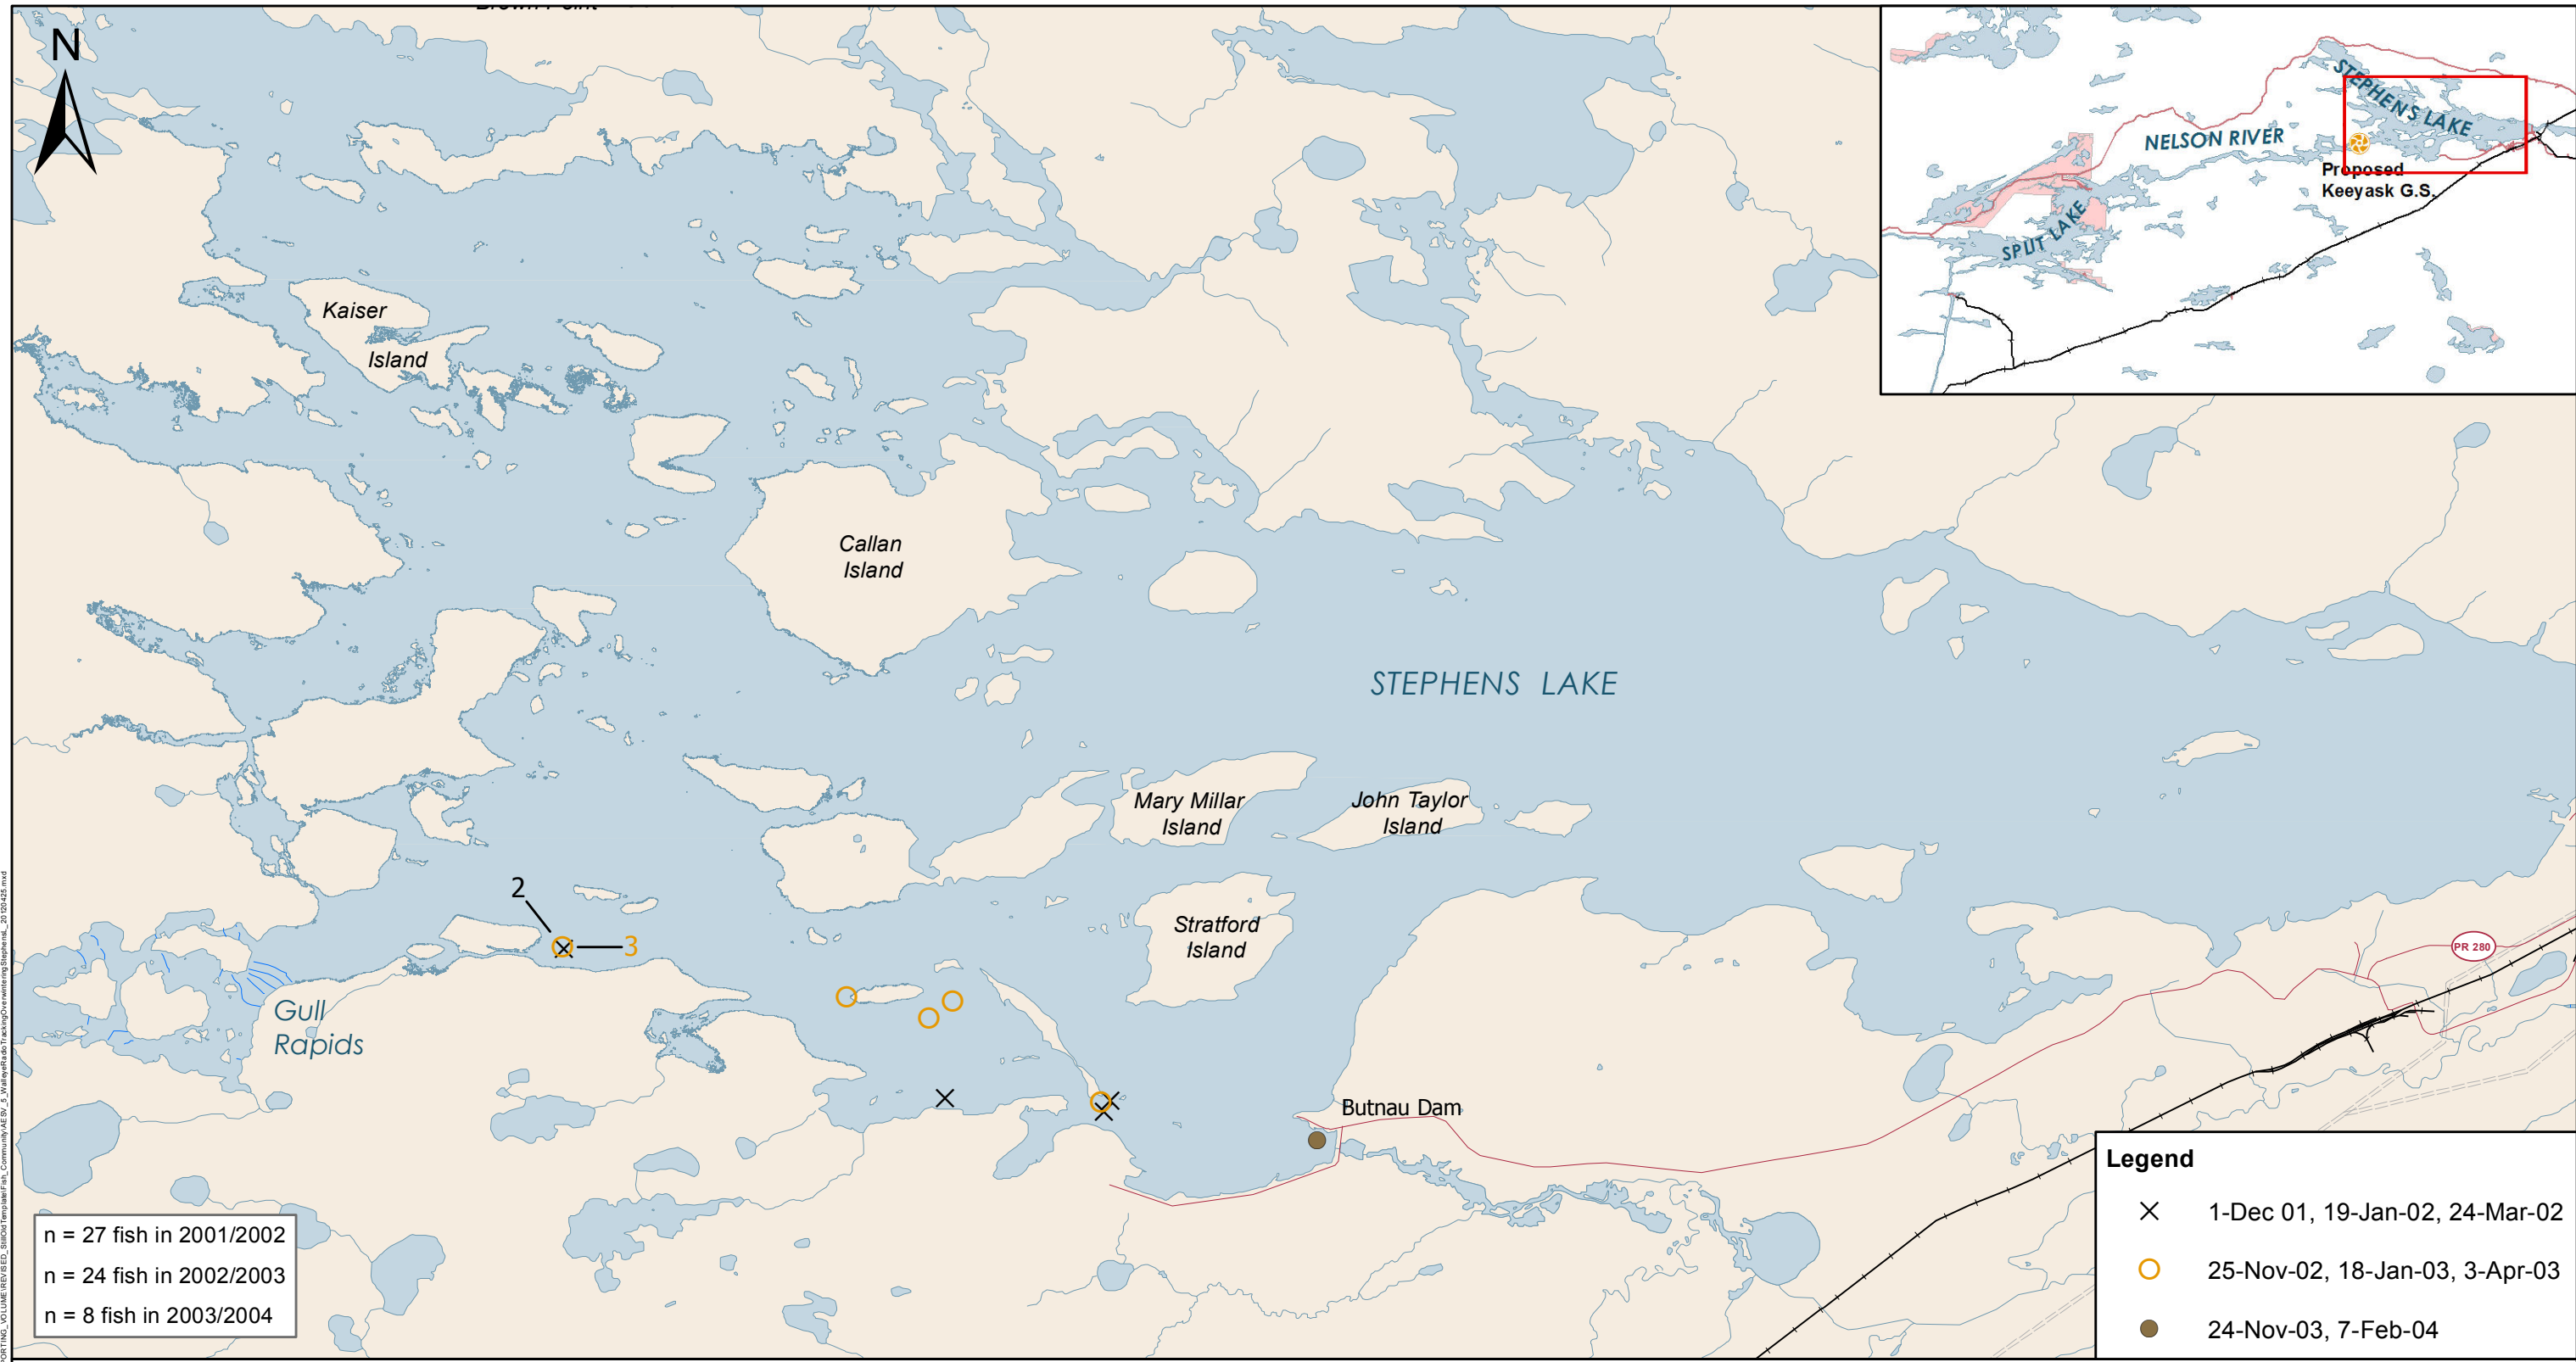 N
STEPHENS LAKE
NELSON RIVER
Proposed
Keeyask G.S.
SPLIT LAKE
Kaiser
Island
Callan
Island
STEPHENS LAKE
Mary Millar
Island
John Taylor
Island
2
3
Stratford
Island
PR 280
Gull
Rapids
Butnau Dam
n = 27 fish in 2001/2002
n = 24 fish in 2002/2003
n = 8 fish in 2003/2004
Legend
1-Dec 01, 19-Jan-02, 24-Mar-02
25-Nov-02, 18-Jan-03, 3-Apr-03
24-Nov-03, 7-Feb-04